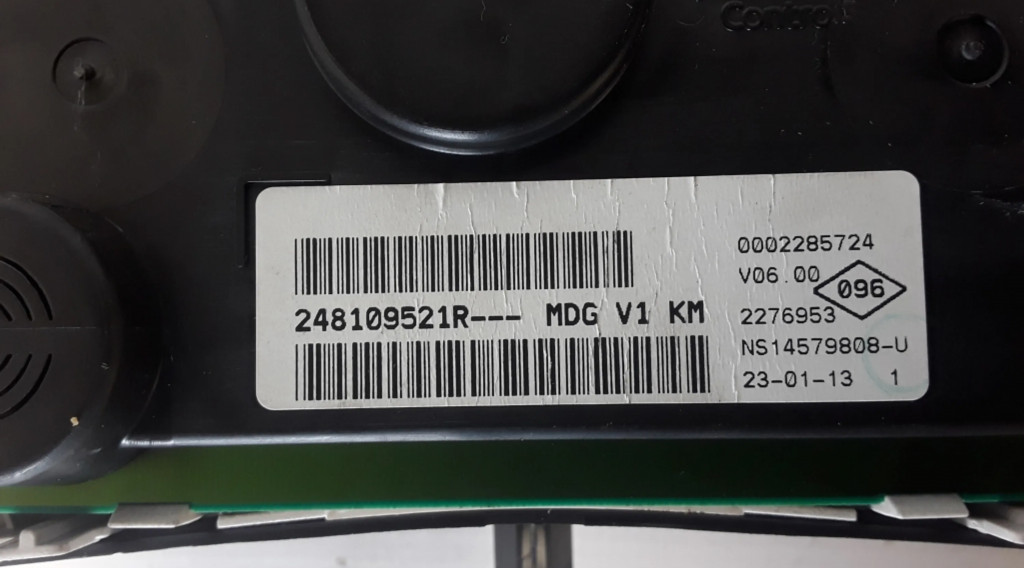 Contro
248109521R--- MDG V1 KM
0002285724
V06.00
096
2276953
NS14579808-U
23-01-13 1